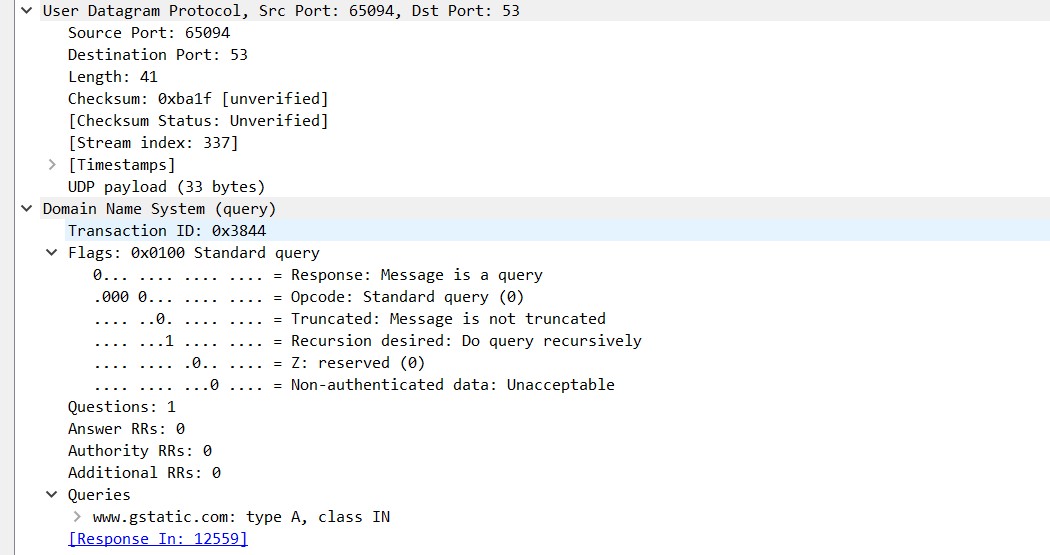 User Datagram Protocol, Src Port: 65094, Dst Port: 53
Source Port: 65094
Destination Port: 53
Length: 41
Checksum: 0xba1f [unverified]
[Checksum Status: Unverified]
[Stream index: 337]
[Timestamps]
UDP payload (33 bytes)
Domain Name System (query)
Transaction ID: 0x3844
Flags: 0x0100 Standard query
0... .... .... .... = Response: Message is a query
.000 0... .... .... = Opcode: Standard query (0)
.... ..0. .... .... = Truncated: Message is not truncated
.... ...1 .... .... = Recursion desired: Do query recursively
.... .... .0.. .... = Z: reserved (0)
.... .... ...0 .... = Non-authenticated data: Unacceptable
Questions: 1
Answer RRs: 0
Authority RRs: 0
Additional RRs: 0
Queries
www.gstatic.com: type A, class IN
[Response In: 12559]